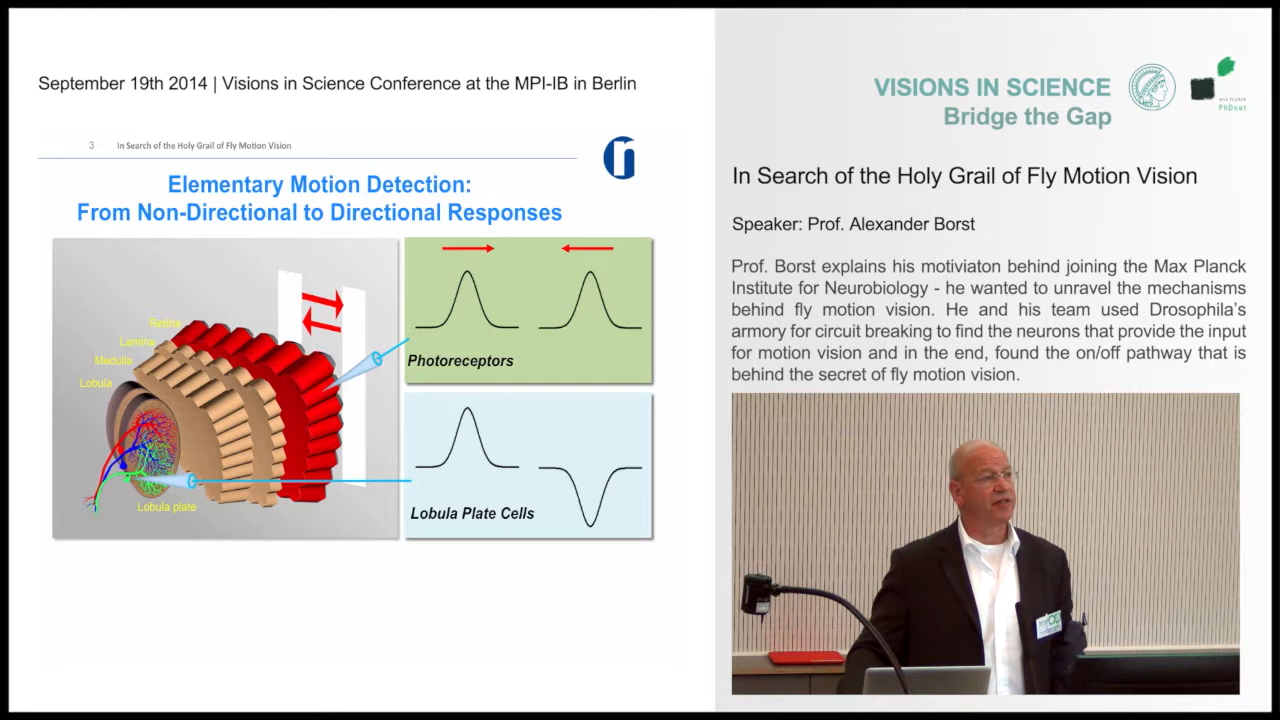 September 19th 2014 | Visions in Science Conference at the MPI-IB in Berlin
3 In Search of the Holy Grail of Fly Motion Vision
Elementary Motion Detection:
From Non-Directional to Directional Responses
Retina
Lamina
Medulla
Lobula
Lobula plate
Photoreceptors
Lobula Plate Cells
VISIONS IN SCIENCE
Bridge the Gap
MAX PLANCK
PhDnet
In Search of the Holy Grail of Fly Motion Vision
Speaker: Prof. Alexander Borst
Prof. Borst explains his motiviaton behind joining the Max Planck
Institute for Neurobiology - he wanted to unravel the mechanisms
behind fly motion vision. He and his team used Drosophila's
armory for circuit breaking to find the neurons that provide the input
for motion vision and in the end, found the on/off pathway that is
behind the secret of fly motion vision.